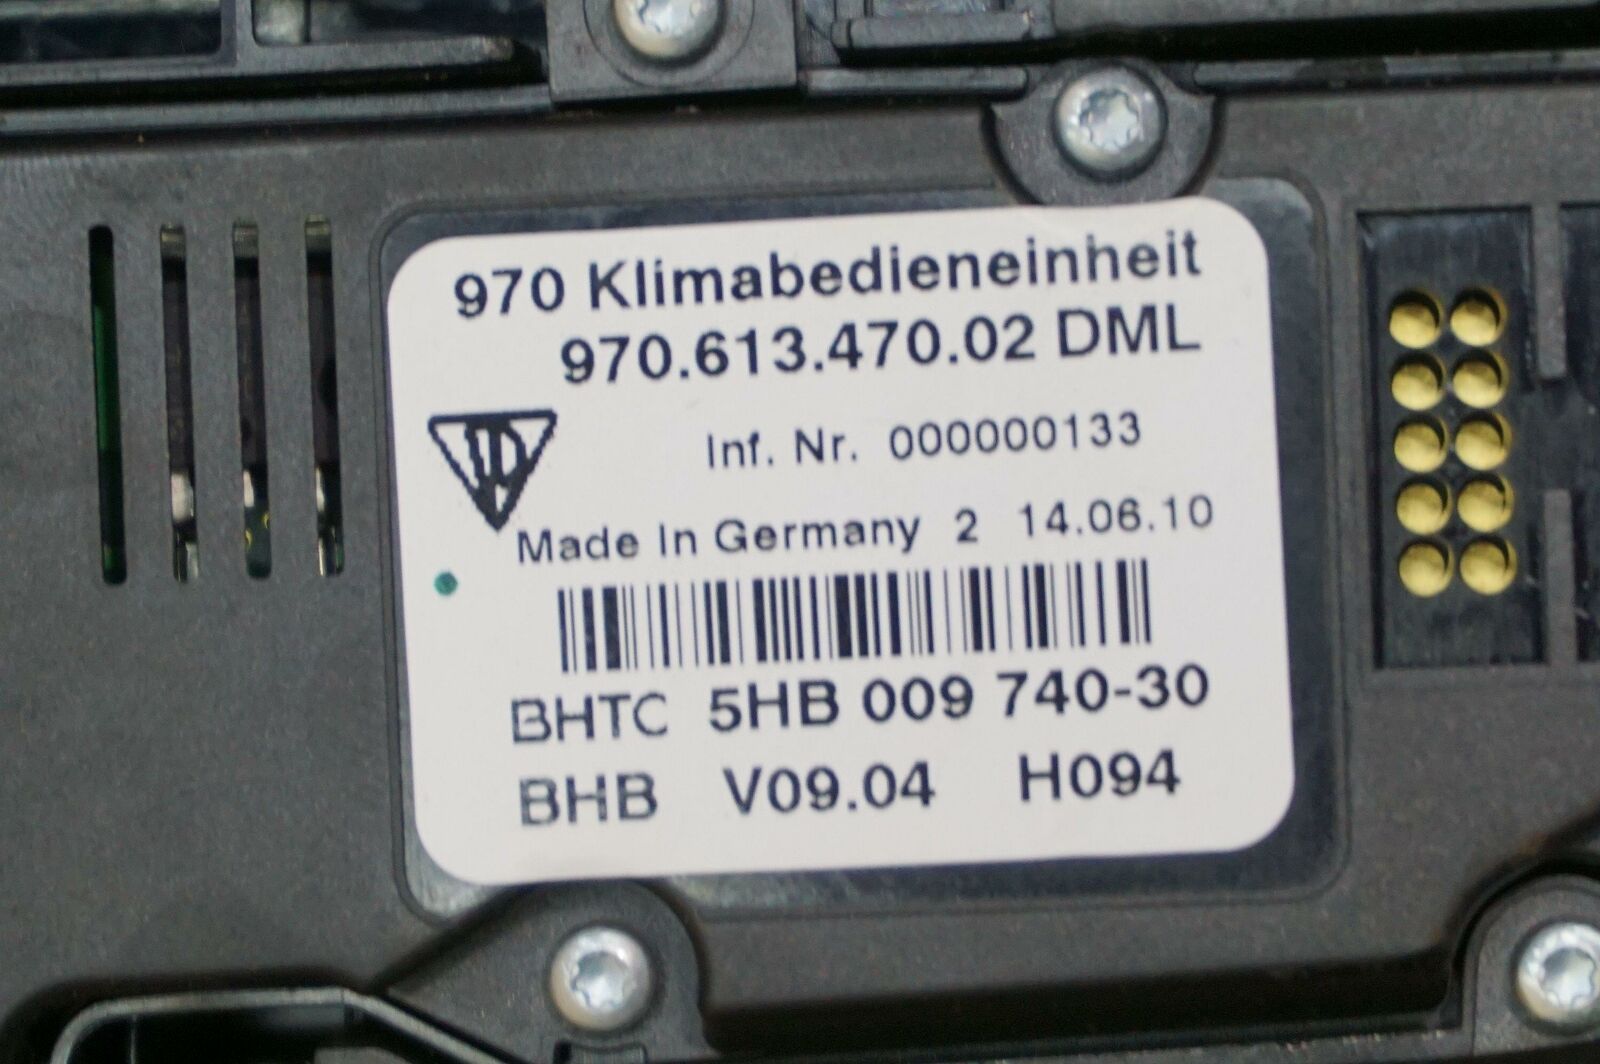 970 Klimabedieneinheit
970.613.470.02 DML
Inf. Nr. 000000133
Made In Germany 2 14.06.10
BHTC 5HB 009 740-30
BHB V09.04 H094